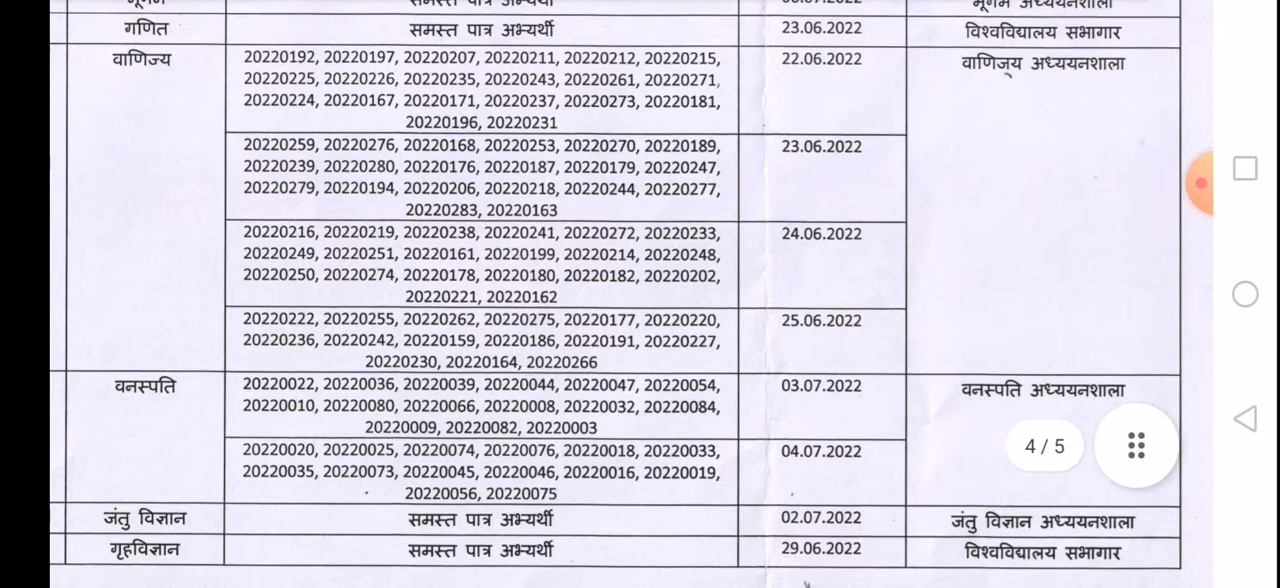 समस्त पात्र अभ्यर्थी
गणित समस्त पात्र अभ्यर्थी 23.06.2022 विश्वविद्यालय सभागार
वाणिज्य 20220192, 20220197, 20220207, 20220211, 20220212, 20220215, 22.06.2022 वाणिज्य अध्ययनशाला
20220225, 20220226, 20220235, 20220243, 20220261, 20220271,
20220224, 20220167, 20220171, 20220237, 20220273, 20220181,
20220196, 20220231
20220259, 20220276, 20220168, 20220253, 20220270, 20220189, 23.06.2022
20220239, 20220280, 20220176, 20220187, 20220179, 20220247,
20220279, 20220194, 20220206, 20220218, 20220244, 20220277,
20220283, 20220163
20220216, 20220219, 20220238, 20220241, 20220272, 20220233, 24.06.2022
20220249, 20220251, 20220161, 20220199, 20220214, 20220248,
20220250, 20220274, 20220178, 20220180, 20220182, 20220202,
20220221, 20220162
20220222, 20220255, 20220262, 20220275, 20220177, 20220220, 25.06.2022
20220236, 20220242, 20220159, 20220186, 20220191, 20220227,
20220230, 20220164, 20220266
वनस्पति 20220022, 20220036, 20220039, 20220044, 20220047, 20220054, 03.07.2022 वनस्पति अध्ययनशाला
20220010, 20220080, 20220066, 20220008, 20220032, 20220084,
20220009, 20220082, 20220003
20220020, 20220025, 20220074, 20220076, 20220018, 20220033, 04.07.2022
4 / 5
20220035, 20220073, 20220045, 20220046, 20220016, 20220019,
20220056, 20220075
जंतु विज्ञान समस्त पात्र अभ्यर्थी 02.07.2022 जंतु विज्ञान अध्ययनशाला
गृहविज्ञान समस्त पात्र अभ्यर्थी 29.06.2022 विश्वविद्यालय सभागार